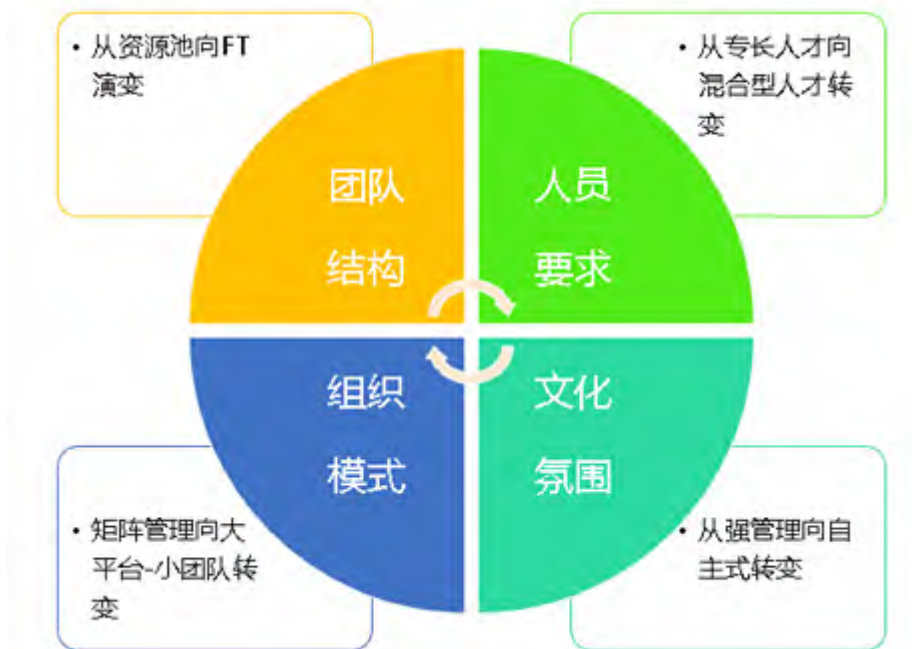 • 从资源池向FT
演变
• 从专长人才向
混合型人才转
变
团队
结构
人员
要求
组织
模式
文化
氛围
• 矩阵管理向大
平台-小团队转
变
• 从强管理向自
主式转变